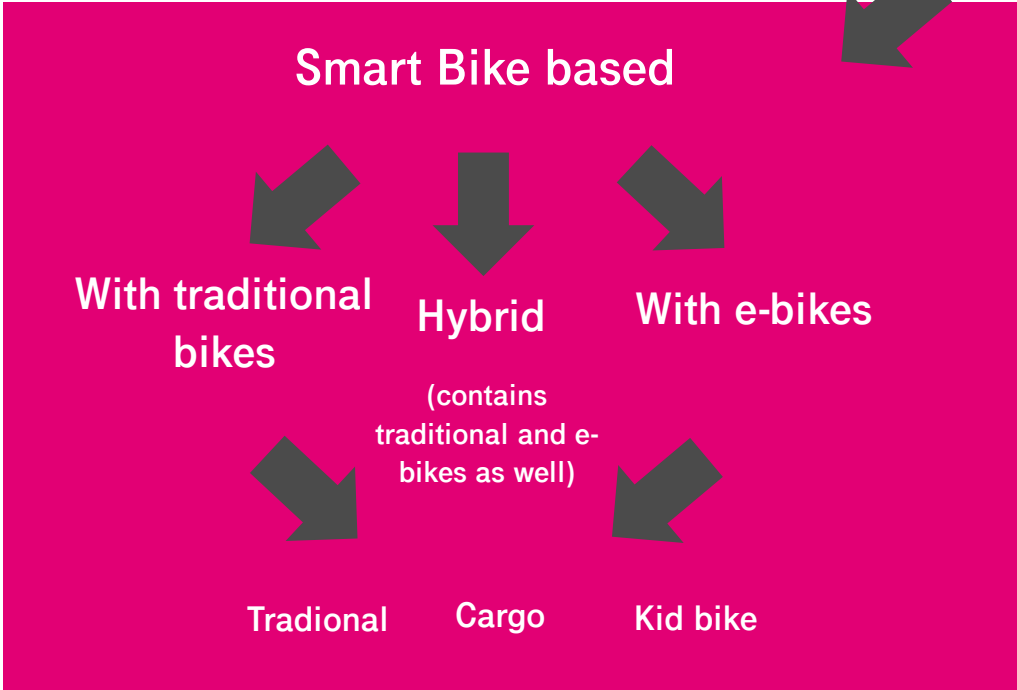 Smart Bike based
With traditional
bikes
Hybrid
With e-bikes
(contains
traditional and e-
bikes as well)
Tradional
Cargo
Kid bike